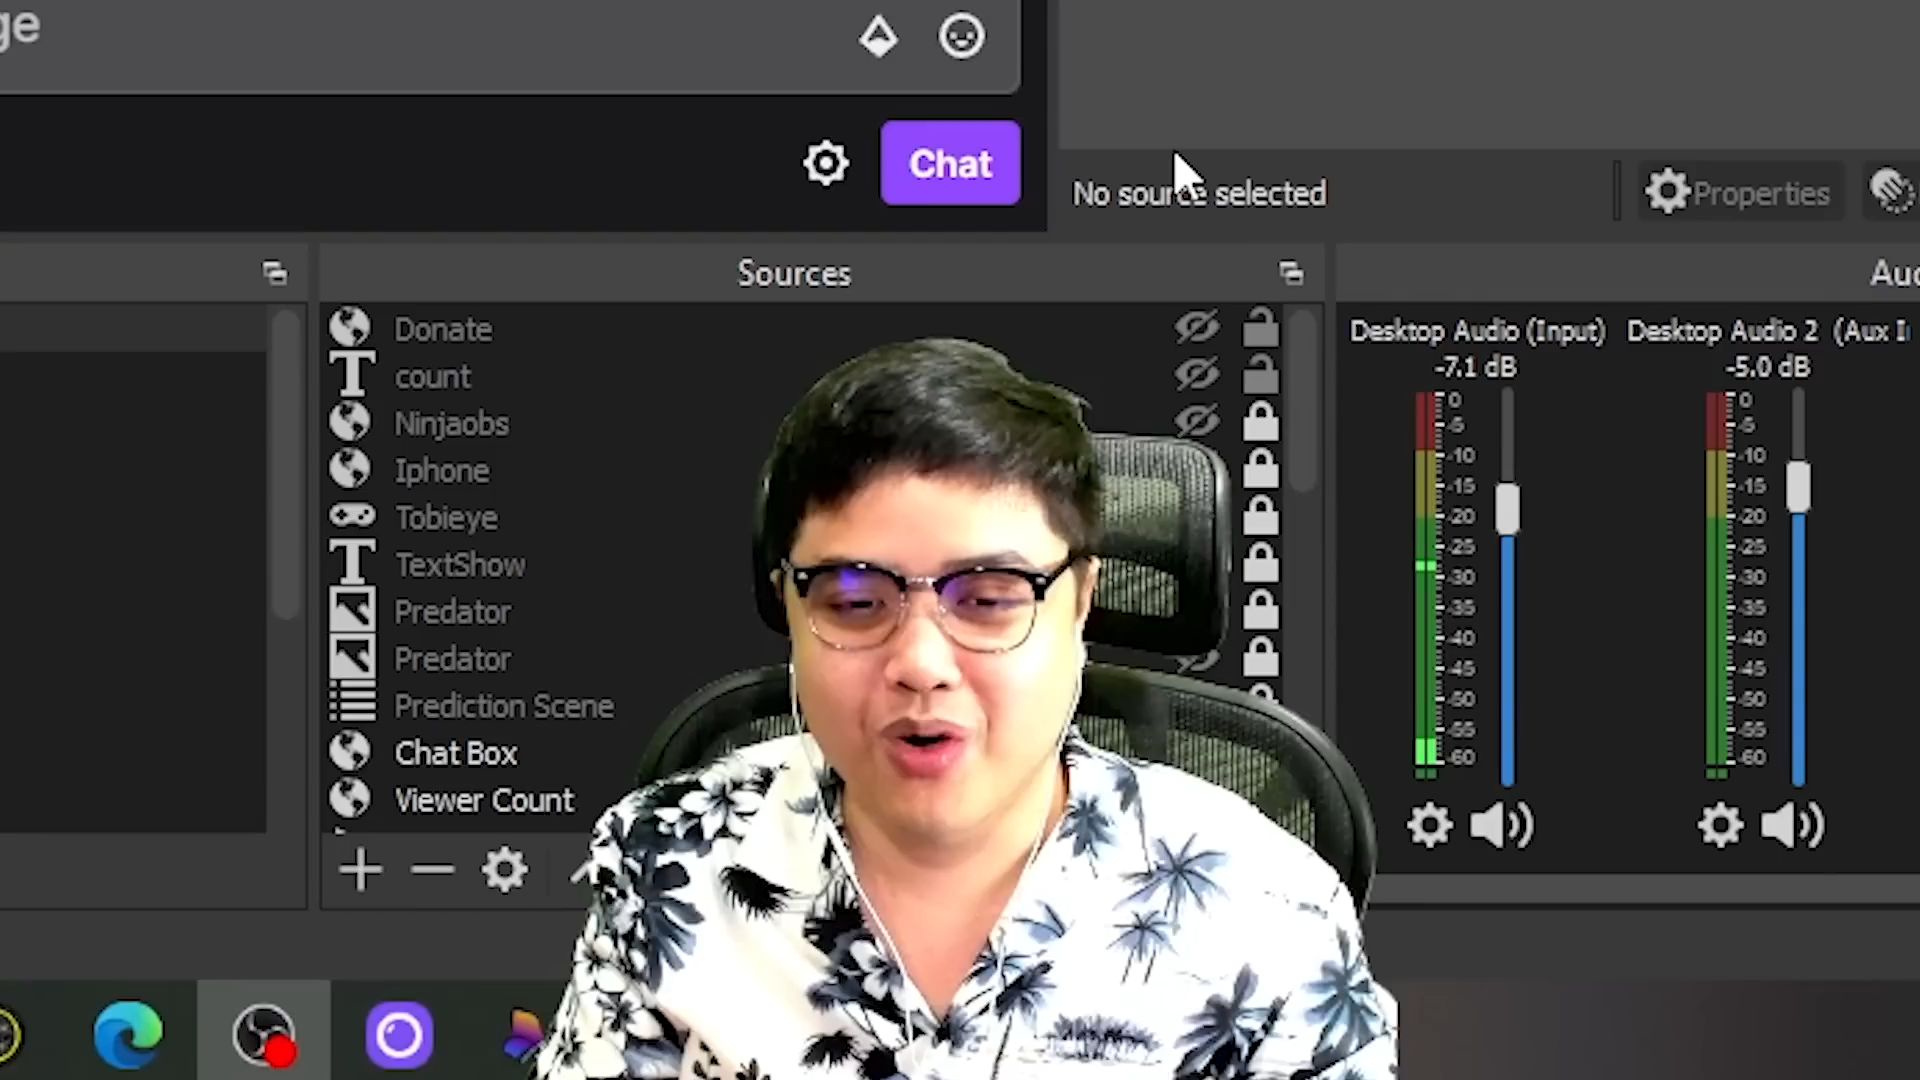 ge
Chat
No source selected
Properties
Sources
Donate
count
Ninjaobs
Iphone
Tobieye
TextShow
Predator
Predator
Prediction Scene
Chat Box
Viewer Count
Desktop Audio (Input)
-7.1 dB
0
-5
-10
-15
-20
-25
-30
-35
-40
-45
-50
-55
-60
Desktop Audio 2 (Aux
-5.0 dB
0
-5
-10
-15
-20
-25
-30
-35
-40
-45
-50
-55
-60